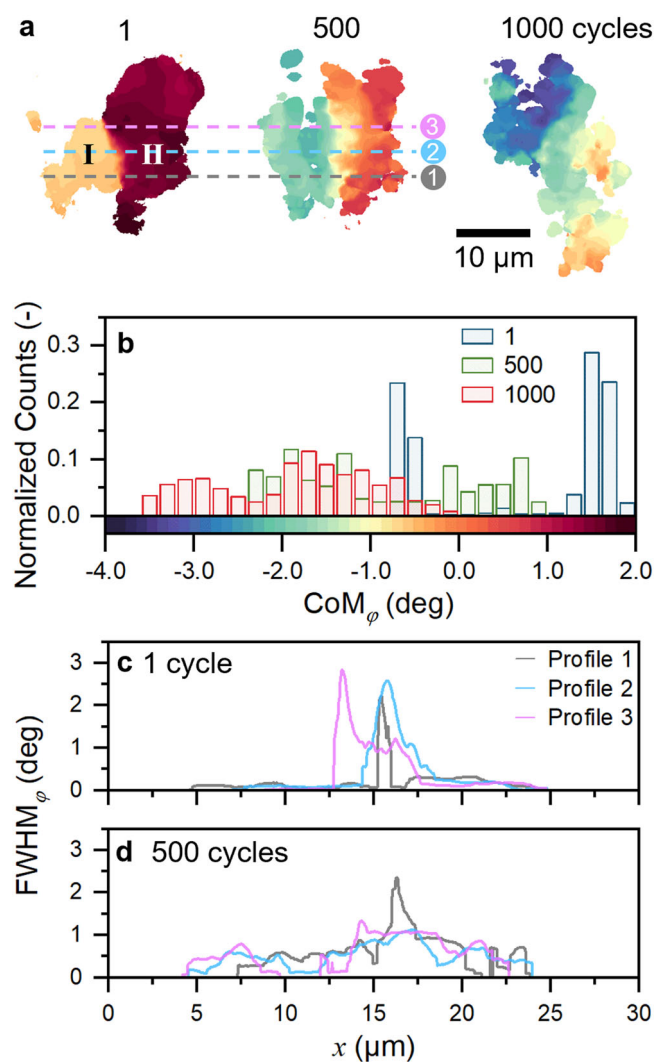 a 1 500 1000 cycles
3
I H 2
1
10 μm
b
1
500
1000
Normalized Counts (-)
0.3
0.2
0.1
0.0
-4.0 -3.0 -2.0 -1.0 0.0 1.0 2.0
CoMφ (deg)
c 1 cycle
Profile 1
Profile 2
Profile 3
3
2
1
0
FWHMφ (deg)
d 500 cycles
3
2
1
0
0 5 10 15 20 25 30
x (μm)